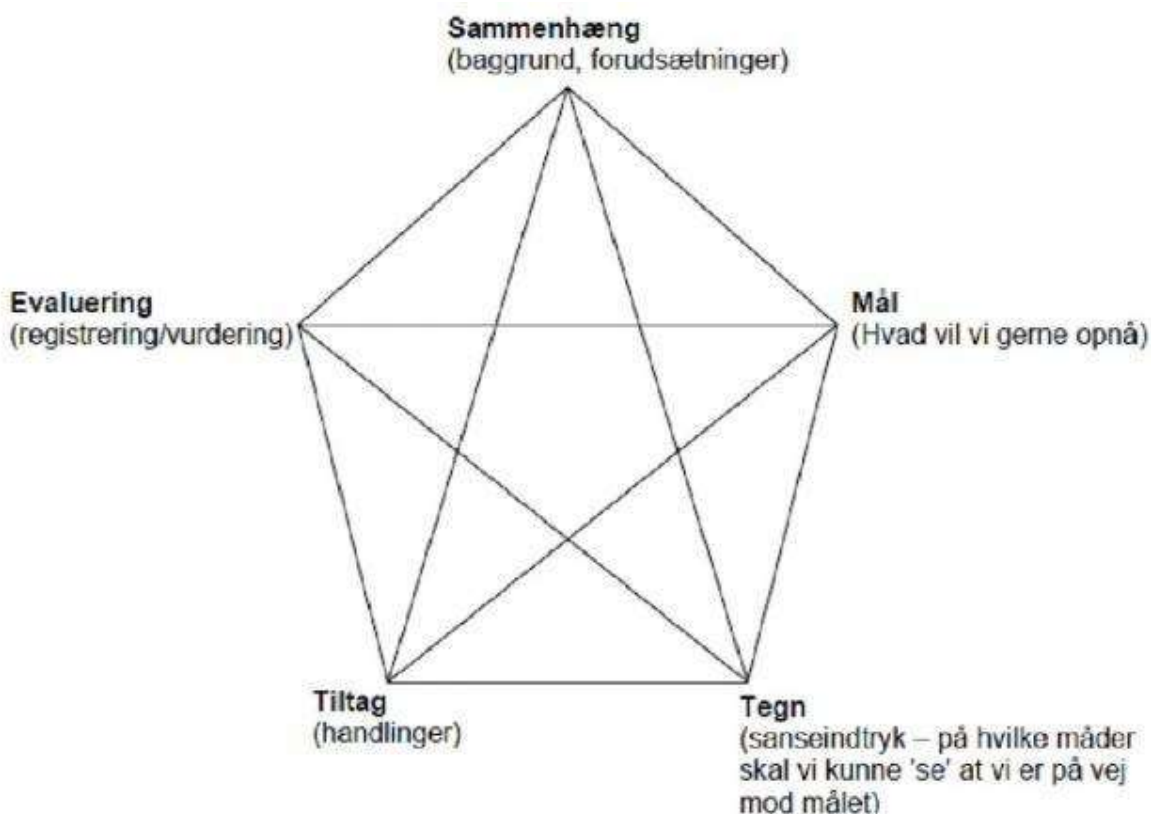 Sammenhæng
(baggrund, forudsætninger)
Evaluering
(registrering/vurdering)
Mål
(Hvad vil vi gerne opnå)
Tiltag
(handlinger)
Tegn
(sanseindtryk – på hvilke måder
skal vi kunne 'se' at vi er på vej
mod målet)